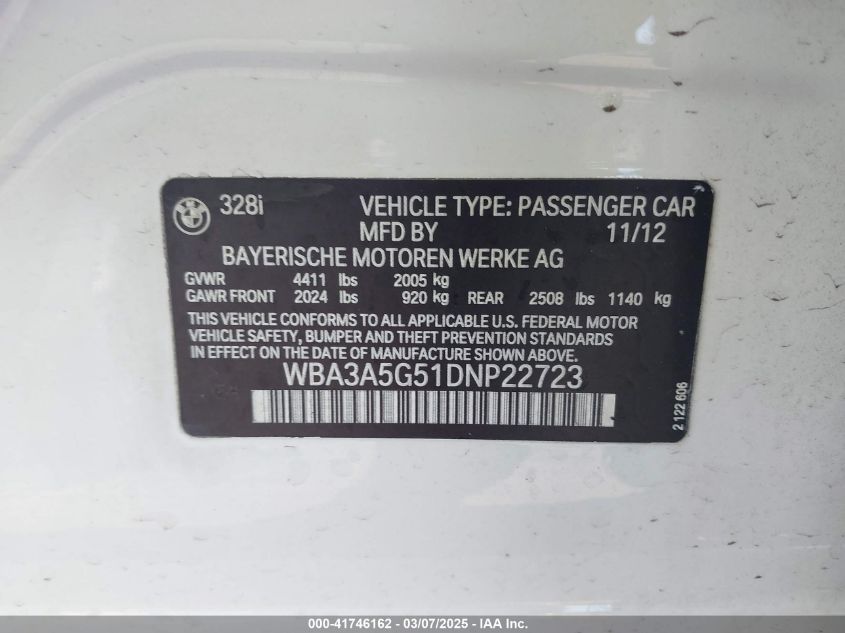 328i VEHICLE TYPE: PASSENGER CAR
MFD BY 11/12
BAYERISCHE MOTOREN WERKE AG
GVWR 4411 lbs 2005 kg
GAWR FRONT 2024 lbs 920 kg REAR 2508 lbs 1140 kg
THIS VEHICLE CONFORMS TO ALL APPLICABLE U.S. FEDERAL MOTOR
VEHICLE SAFETY, BUMPER AND THEFT PREVENTION STANDARDS
IN EFFECT ON THE DATE OF MANUFACTURE SHOWN ABOVE.
WBA3A5G51DNP22723
2 122 606
000-41746162 - 03/07/2025 - IAA Inc.